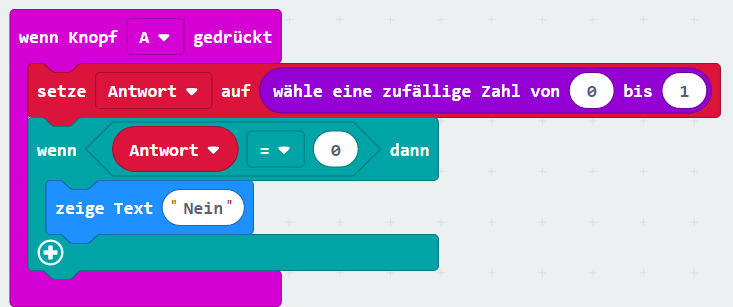 wenn Knopf A gedrückt
setze Antwort auf wähle eine zufällige Zahl von 0 bis 1
wenn Antwort = 0 dann
zeige Text "Nein"